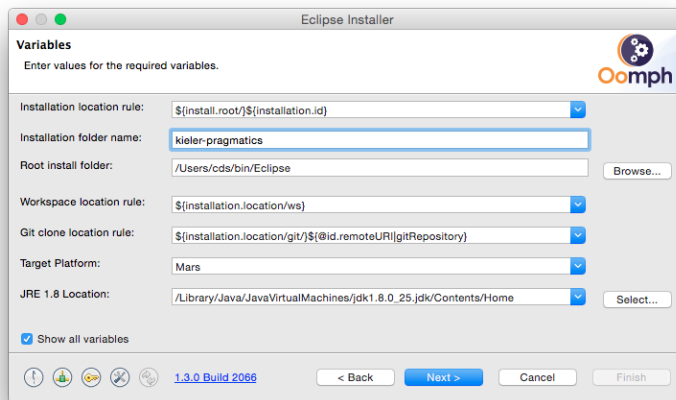 Eclipse Installer
Variables
Enter values for the required variables.
Oomph
Installation location rule: ${install.root/}${installation.id}
Installation folder name: kieler-pragmatics
Root install folder: /Users/cds/bin/Eclipse Browse...
Workspace location rule: ${installation.location/ws}
Git clone location rule: ${installation.location/git/}${@id.remoteURI|gitRepository}
Target Platform: Mars
JRE 1.8 Location: /Library/Java/JavaVirtualMachines/jdk1.8.0_25.jdk/Contents/Home Select...
Show all variables
1.3.0 Build 2066 < Back Next > Cancel Finish